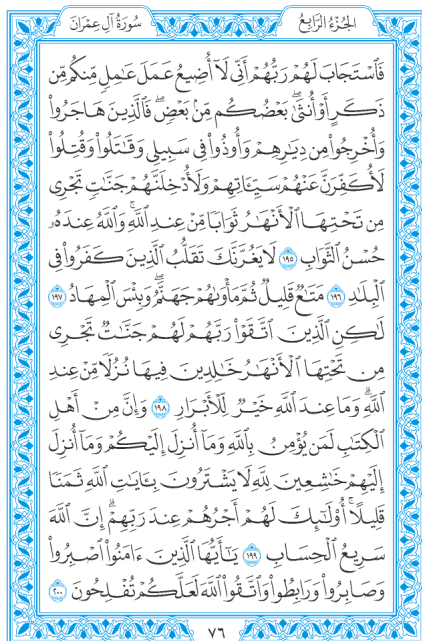 الجُزْءُ الرَّابِعُ
سُورَةُ آلِ عِمْرَانَ
فَٱسْتَجَابَ لَهُمْ رَبُّهُمْ أَنِّي لَآ أُضِيعُ عَمَلَ عَٰمِلٖ مِّنكُم مِّن
ذَكَرٍ أَوْ أُنثَىٰۖ بَعْضُكُم مِّنۢ بَعْضٖۖ فَٱلَّذِينَ هَاجَرُواْ
وَأُخْرِجُواْ مِن دِيَٰرِهِمْ وَأُوذُواْ فِي سَبِيلِي وَقَٰتَلُواْ وَقُتِلُواْ
لَأُكَفِّرَنَّ عَنْهُمْ سَيِّـَٔاتِهِمْ وَلَأُدْخِلَنَّهُمْ جَنَّٰتٖ تَجْرِي
مِن تَحْتِهَا ٱلْأَنْهَٰرُ ثَوَابٗا مِّنْ عِندِ ٱللَّهِۚ وَٱللَّهُ عِندَهُۥ
حُسْنُ ٱلثَّوَابِ ١٩٥ لَا يَغُرَّنَّكَ تَقَلُّبُ ٱلَّذِينَ كَفَرُواْ فِي
ٱلْبِلَٰدِ ١٩٦ مَتَٰعٞ قَلِيلٞ ثُمَّ مَأْوَىٰهُمْ جَهَنَّمُۖ وَبِئْسَ ٱلْمِهَادُ ١٩٧
لَٰكِنِ ٱلَّذِينَ ٱتَّقَوْاْ رَبَّهُمْ لَهُمْ جَنَّٰتٞ تَجْرِي
مِن تَحْتِهَا ٱلْأَنْهَٰرُ خَٰلِدِينَ فِيهَا نُزُلٗا مِّنْ عِندِ
ٱللَّهِۗ وَمَا عِندَ ٱللَّهِ خَيْرٞ لِّلْأَبْرَارِ ١٩٨ وَإِنَّ مِنْ أَهْلِ
ٱلْكِتَٰبِ لَمَن يُؤْمِنُ بِٱللَّهِ وَمَآ أُنزِلَ إِلَيْكُمْ وَمَآ أُنزِلَ
إِلَيْهِمْ خَٰشِعِينَ لِلَّهِ لَا يَشْتَرُونَ بِـَٔايَٰتِ ٱللَّهِ ثَمَنٗا
قَلِيلًاۚ أُوْلَٰٓئِكَ لَهُمْ أَجْرُهُمْ عِندَ رَبِّهِمْۗ إِنَّ ٱللَّهَ
سَرِيعُ ٱلْحِسَابِ ١٩٩ يَٰٓأَيُّهَا ٱلَّذِينَ ءَامَنُواْ ٱصْبِرُواْ
وَصَابِرُواْ وَرَابِطُواْ وَٱتَّقُواْ ٱللَّهَ لَعَلَّكُمْ تُفْلِحُونَ ٢٠٠
٧٦